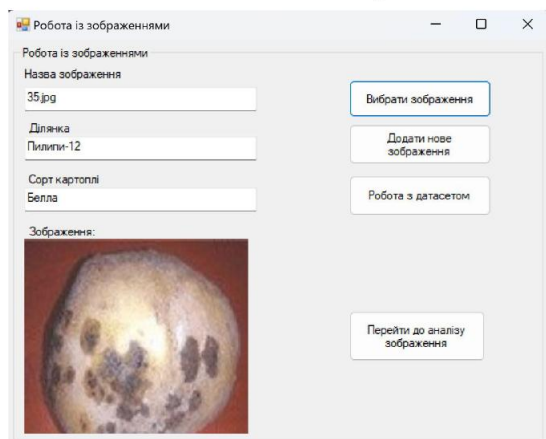 Робота із зображеннями
Робота із зображеннями
Назва зображення
35.jpg
Вибрати зображення
Ділянка
Пилипи-12
Додати нове
зображення
Сорт картоплі
Белла
Робота з датасетом
Зображення:
Перейти до аналізу
зображення